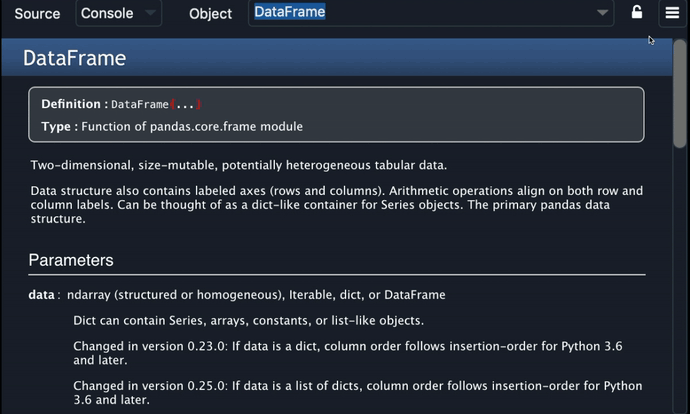 Source Console Object DataFrame
DataFrame
Definition : DataFrame(...)
Type : Function of pandas.core.frame module
Two-dimensional, size-mutable, potentially heterogeneous tabular data.
Data structure also contains labeled axes (rows and columns). Arithmetic operations align on both row and
column labels. Can be thought of as a dict-like container for Series objects. The primary pandas data
structure.
Parameters
data : ndarray (structured or homogeneous), Iterable, dict, or DataFrame
Dict can contain Series, arrays, constants, or list-like objects.
Changed in version 0.23.0: If data is a dict, column order follows insertion-order for Python 3.6
and later.
Changed in version 0.25.0: If data is a list of dicts, column order follows insertion-order for Python
3.6 and later.